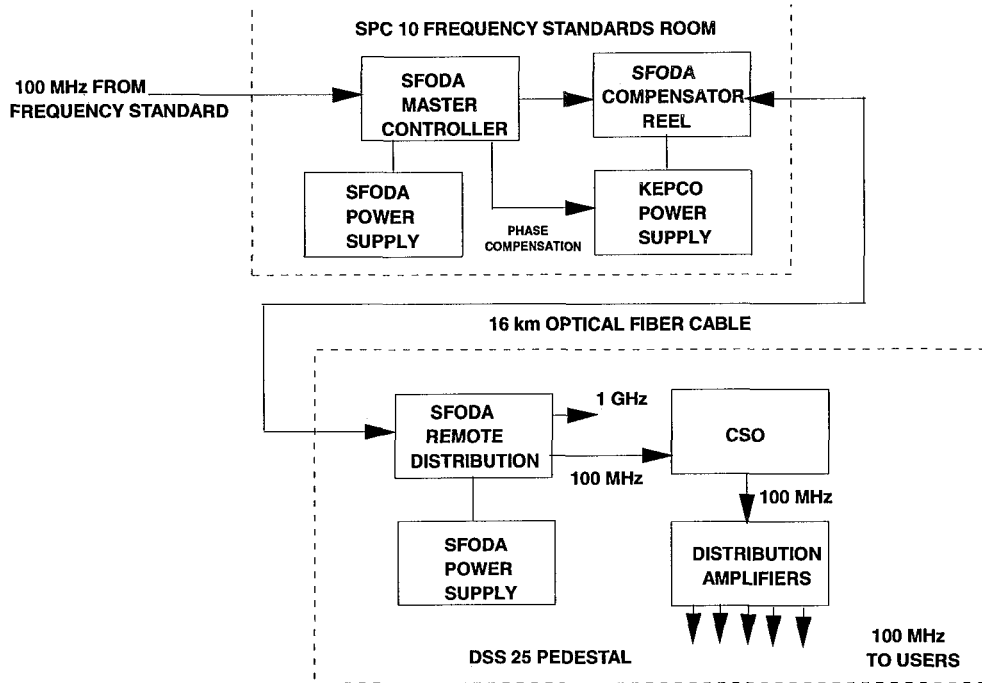 SPC 10 FREQUENCY STANDARDS ROOM
100 MHz FROM
FREQUENCY STANDARD
SFODA
MASTER
CONTROLLER
SFODA
COMPENSATOR
REEL
SFODA
POWER
SUPPLY
PHASE
COMPENSATION
KEPCO
POWER
SUPPLY
16 km OPTICAL FIBER CABLE
SFODA
REMOTE
DISTRIBUTION
1 GHz
100 MHz
CSO
100 MHz
SFODA
POWER
SUPPLY
DISTRIBUTION
AMPLIFIERS
DSS 25 PEDESTAL
100 MHz
TO USERS